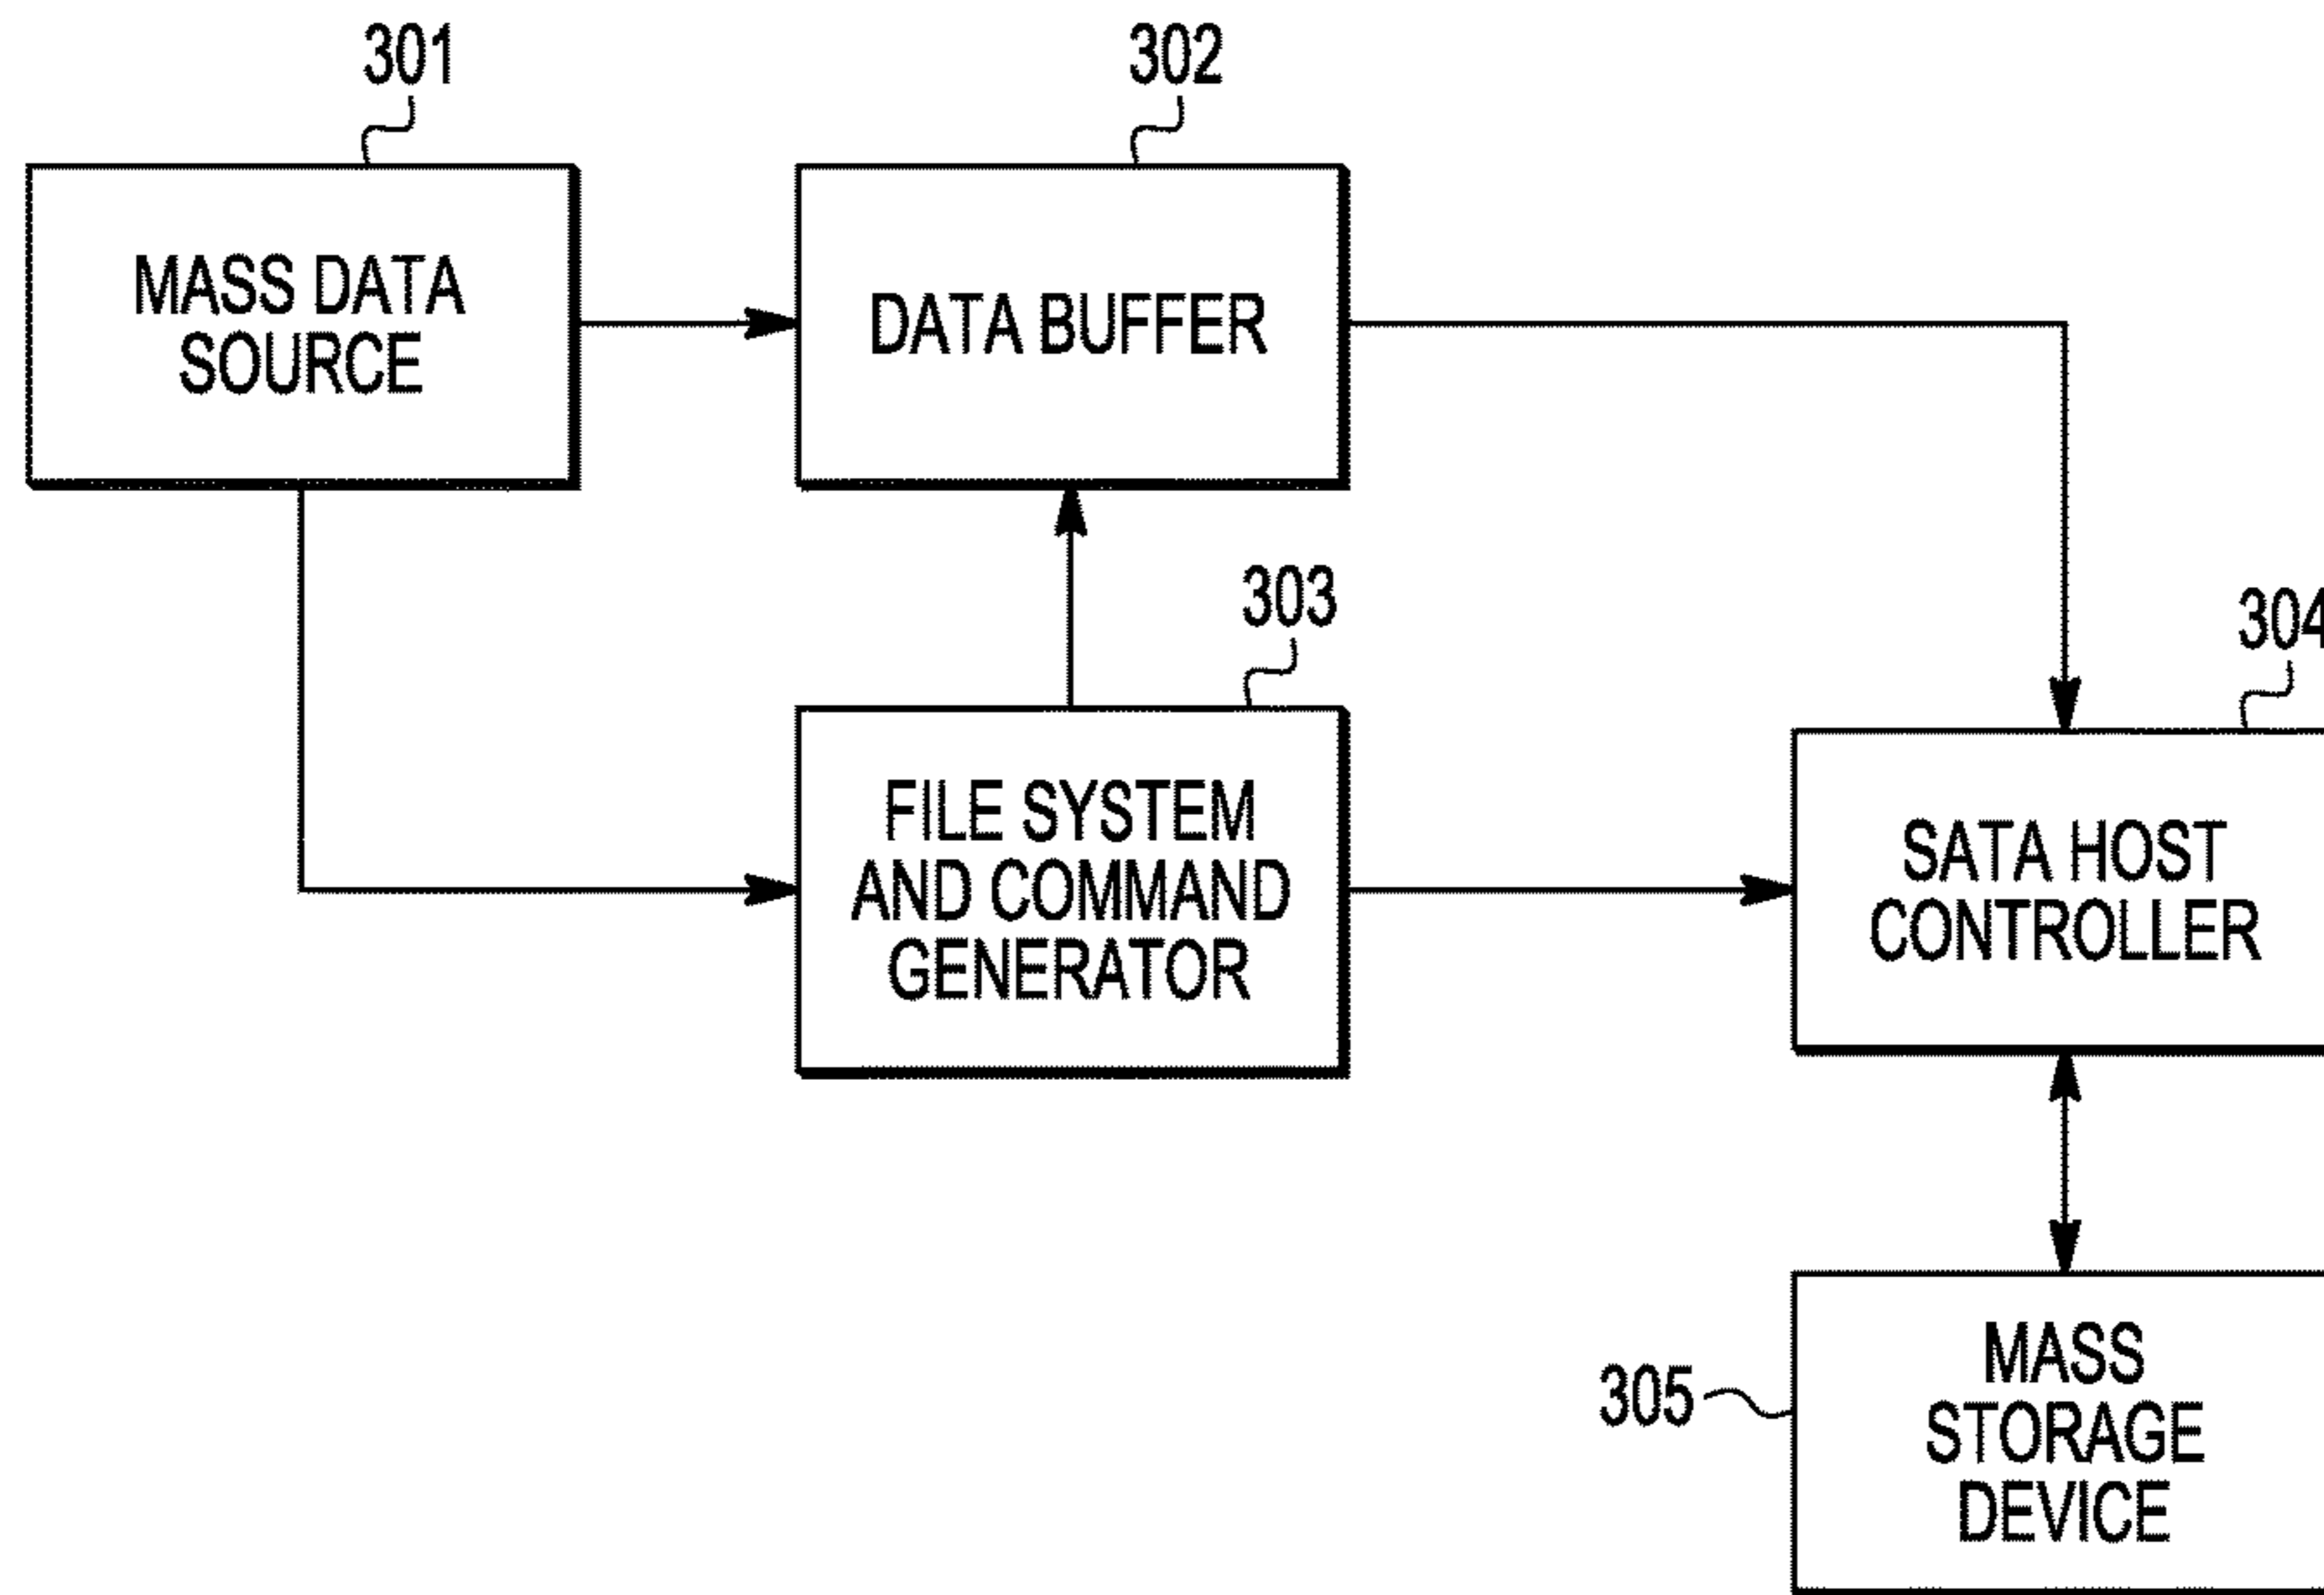 301
302
MASS DATA
SOURCE
DATA BUFFER
303
304
FILE SYSTEM
AND COMMAND
GENERATOR
SATA HOST
CONTROLLER
305
MASS
STORAGE
DEVICE